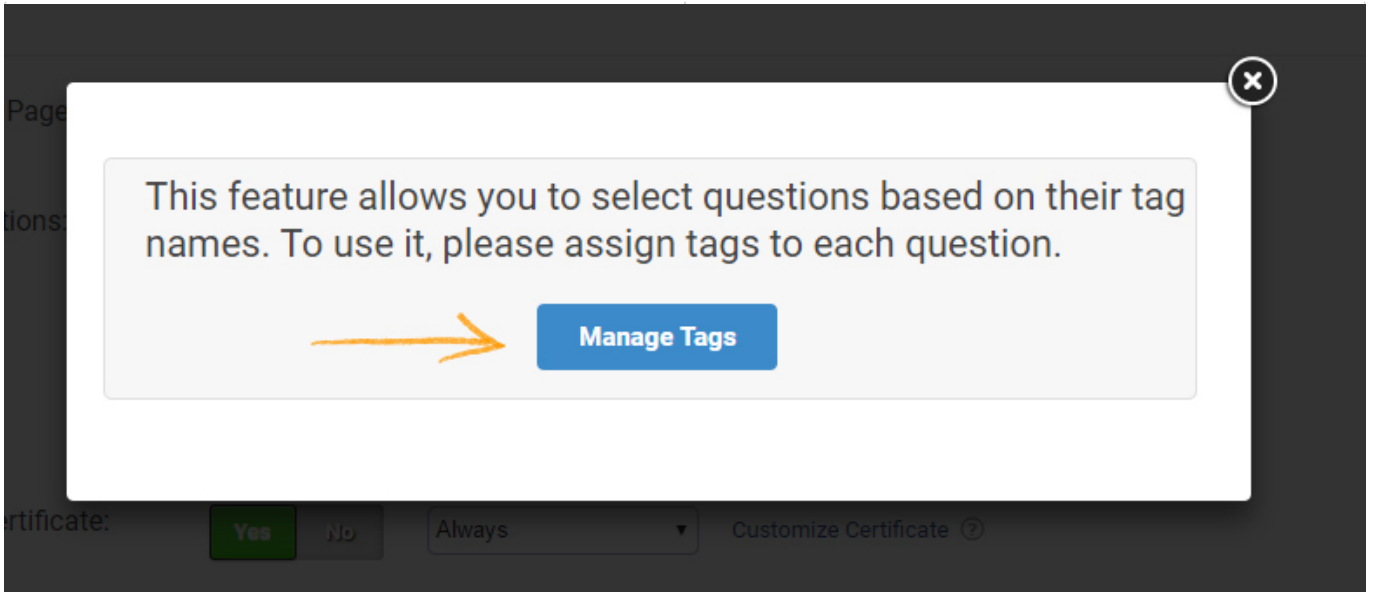 Page
This feature allows you to select questions based on their tag
tions:
names. To use it, please assign tags to each question.
Manage Tags
ertificate:
Yes
No
Always
Customize Certificate